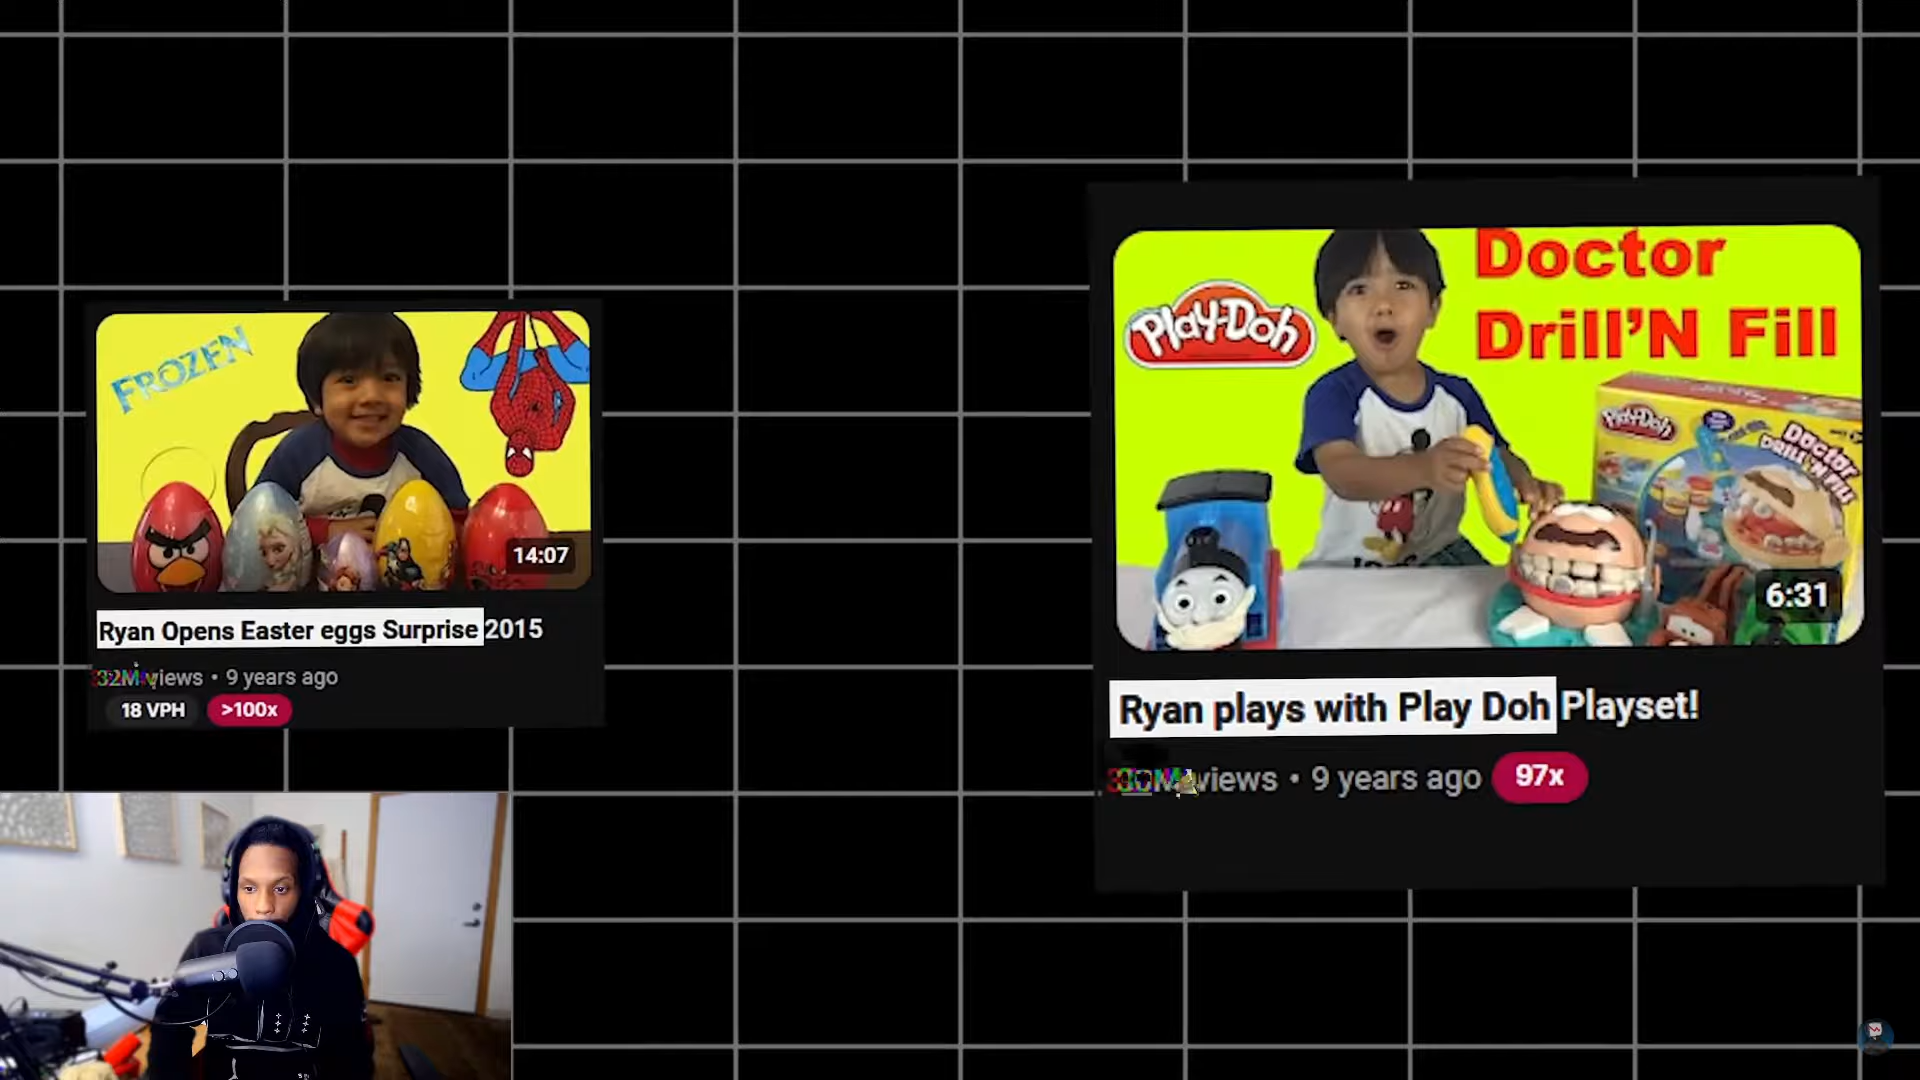 FROZEN
14:07
Ryan Opens Easter eggs Surprise 2015
32M views • 9 years ago
18 VPH >100x
PLAY-DOH
Doctor
Drill'N Fill
PLAY-DOH
Doctor
DRILL 'N FILL
6:31
Ryan plays with Play Doh Playset!
views • 9 years ago 97x